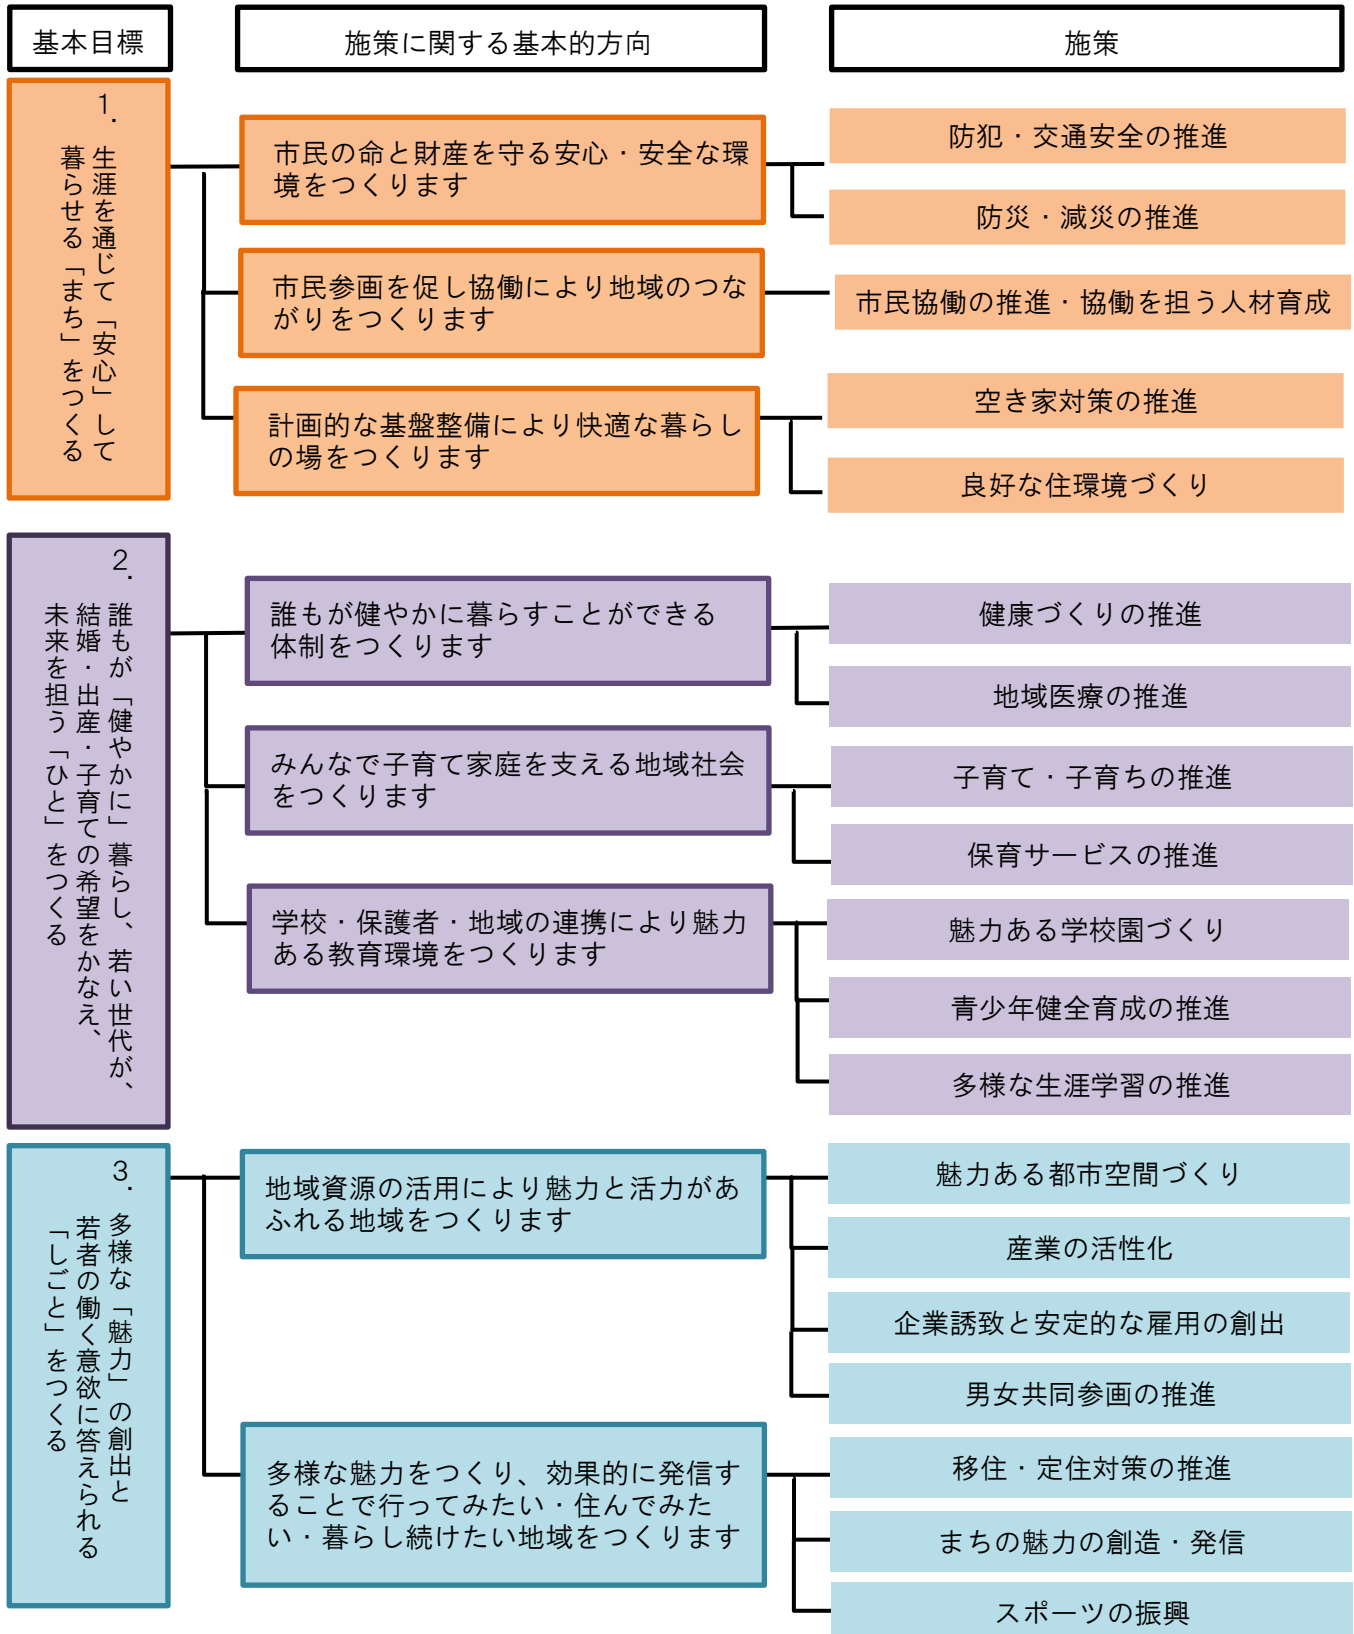 基本目標
施策に関する基本的方向
施策
1.
生涯を通じて「安心」して
暮らせる「まち」をつくる
市民の命と財産を守る安心・安全な環
境をつくります
防犯・交通安全の推進
防災・減災の推進
市民参画を促し協働により地域のつな
がりをつくります
市民協働の推進・協働を担う人材育成
計画的な基盤整備により快適な暮らし
の場をつくります
空き家対策の推進
良好な住環境づくり
2.
誰もが「健やかに」暮らし、若い世代が、
結婚・出産・子育ての希望をかなえ、
未来を担う「ひと」をつくる
誰もが健やかに暮らすことができる
体制をつくります
健康づくりの推進
地域医療の推進
みんなで子育て家庭を支える地域社会
をつくります
子育て・子育ちの推進
保育サービスの推進
学校・保護者・地域の連携により魅力
ある教育環境をつくります
魅力ある学校園づくり
青少年健全育成の推進
多様な生涯学習の推進
3.
多様な「魅力」の創出と
若者の働く意欲に答えられる
「しごと」をつくる
地域資源の活用により魅力と活力があ
ふれる地域をつくります
魅力ある都市空間づくり
産業の活性化
企業誘致と安定的な雇用の創出
男女共同参画の推進
多様な魅力をつくり、効果的に発信す
ることで行ってみたい・住んでみた
い・暮らし続けたい地域をつくります
移住・定住対策の推進
まちの魅力の創造・発信
スポーツの振興